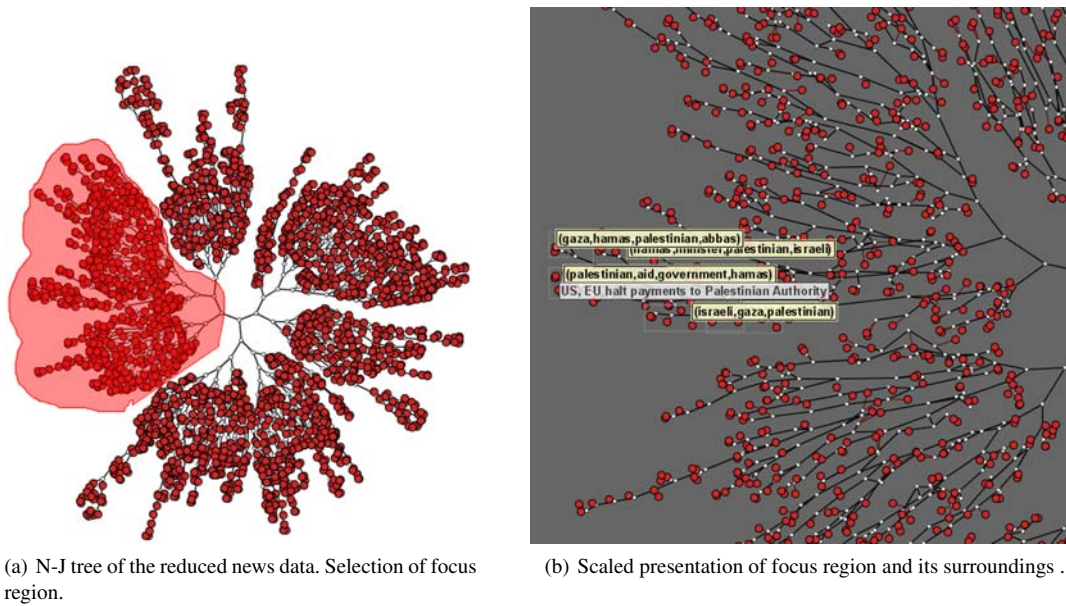 (gaza,hamas,palestinian,abbas)
(hamas,minister,palestinian,israeli)
(palestinian,aid,government,hamas)
US, EU halt payments to Palestinian Authority
(israeli,gaza,palestinian)
(a) N-J tree of the reduced news data. Selection of focus
region.
(b) Scaled presentation of focus region and its surroundings .